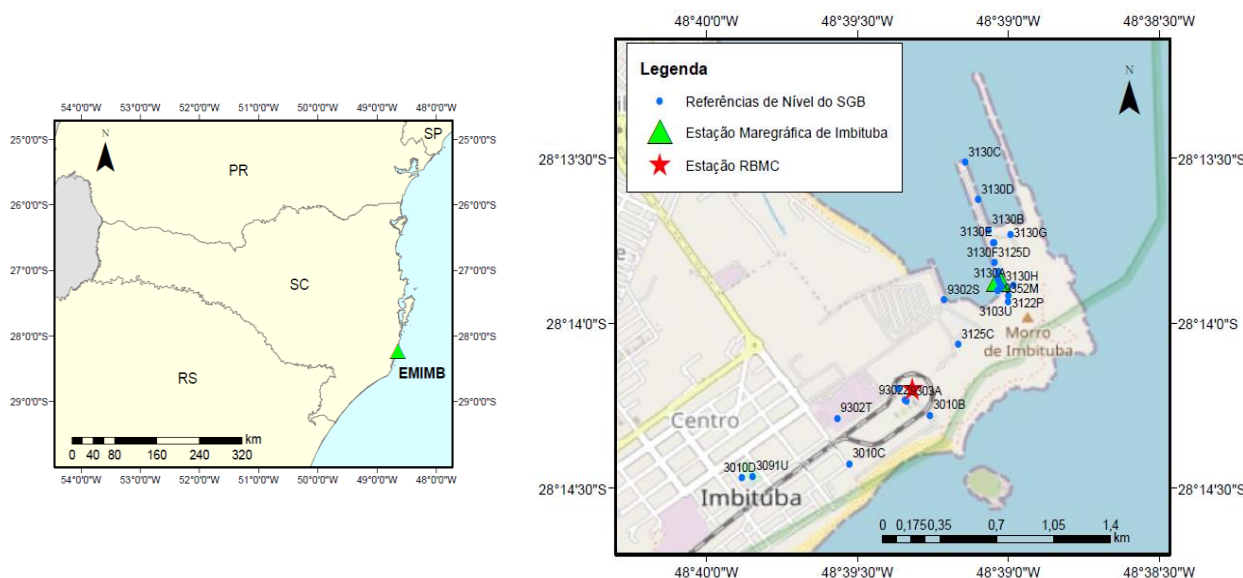 54°0'0"W 53°0'0"W 52°0'0"W 51°0'0"W 50°0'0"W 49°0'0"W 48°0'0"W
25°0'0"S
26°0'0"S
27°0'0"S
28°0'0"S
29°0'0"S
N
SP
PR
SC
EMIMB
RS
0 40 80 160 240 320
km
25°0'0"S
26°0'0"S
27°0'0"S
28°0'0"S
29°0'0"S
54°0'0"W 53°0'0"W 52°0'0"W 51°0'0"W 50°0'0"W 49°0'0"W 48°0'0"W
48°40'0"W 48°39'30"W 48°39'0"W 48°38'30"W
Legenda
Referências de Nível do SGB
Estação Maregráfica de Imbituba
Estação RBMC
N
28°13'30"S
28°14'0"S
28°14'30"S
3130C
3130D
3130B
3130E
3130G
3130F
3125D
3130A
3130H
9302S
9352M
3103U
3122P
3125C
Morro
de Imbituba
9303A
9302T
3010B
Centro
3010C
3010D
3091U
Imbituba
0 0,175 0,35 0,7 1,05 1,4
km
28°13'30"S
28°14'0"S
28°14'30"S
48°40'0"W 48°39'30"W 48°39'0"W 48°38'30"W